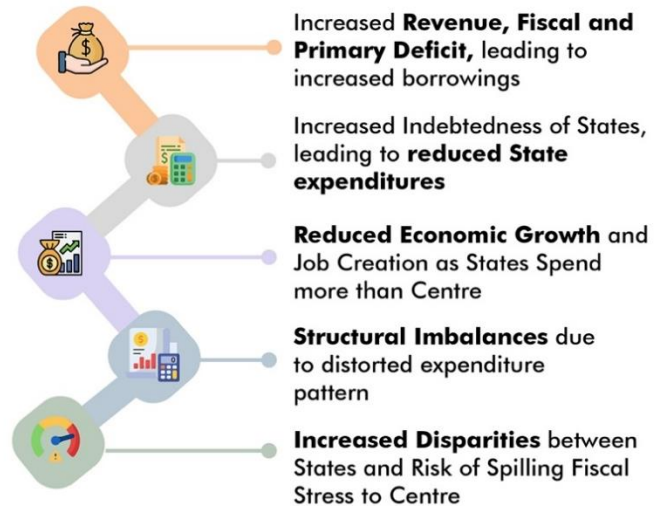 Increased Revenue, Fiscal and
Primary Deficit, leading to
increased borrowings
Increased Indebtedness of States,
leading to reduced State
expenditures
Reduced Economic Growth and
Job Creation as States Spend
more than Centre
Structural Imbalances due
to distorted expenditure
pattern
Increased Disparities between
States and Risk of Spilling Fiscal
Stress to Centre